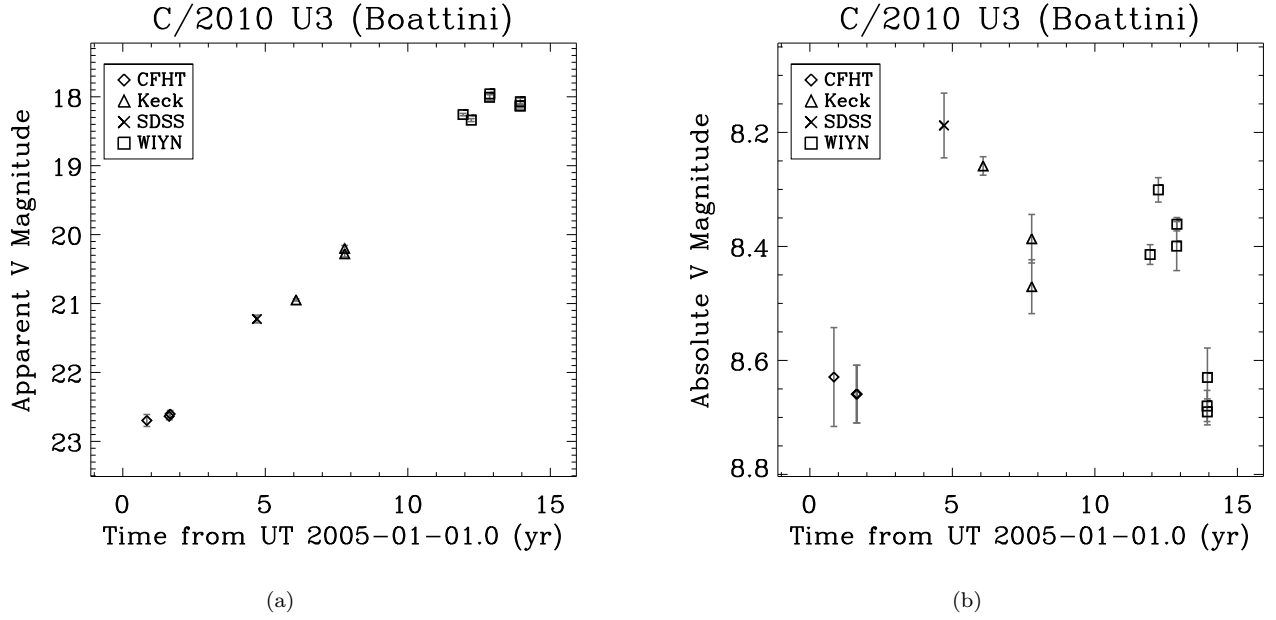 C/2010 U3 (Boattini)
CFHT
Keck
SDSS
WIYN
Apparent V Magnitude
18
19
20
21
22
23
0 5 10 15
Time from UT 2005-01-01.0 (yr)
(a)
C/2010 U3 (Boattini)
CFHT
Keck
SDSS
WIYN
Absolute V Magnitude
8.2
8.4
8.6
8.8
0 5 10 15
Time from UT 2005-01-01.0 (yr)
(b)